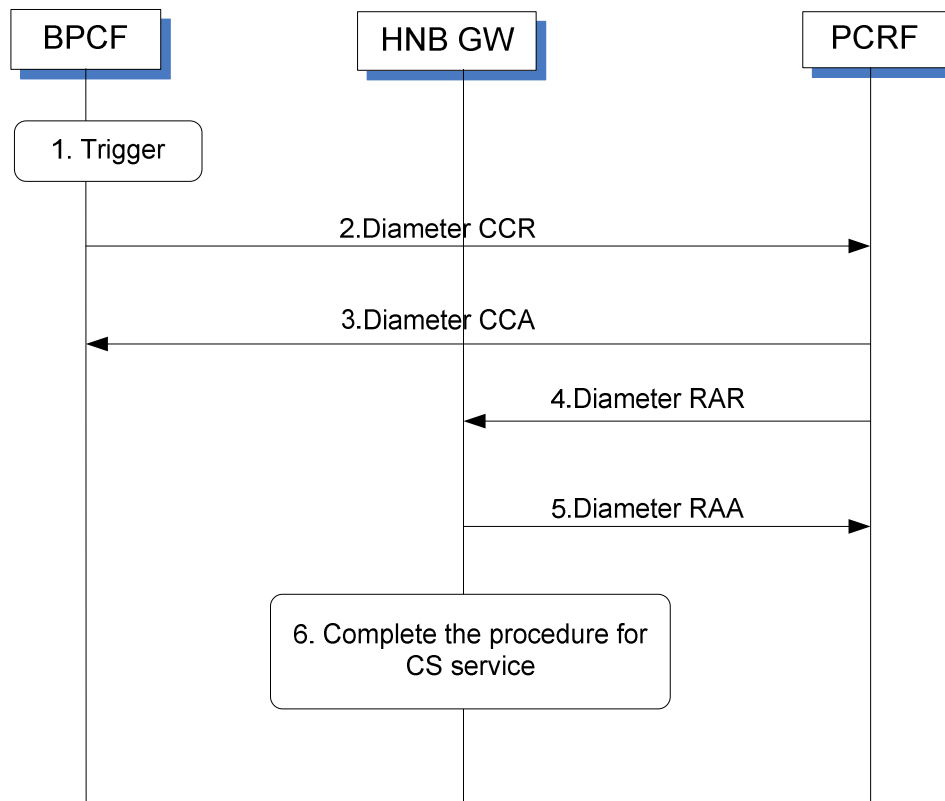 BPCF
HNB GW
PCRF
1. Trigger
2.Diameter CCR
3.Diameter CCA
4.Diameter RAR
5.Diameter RAA
6. Complete the procedure for
CS service